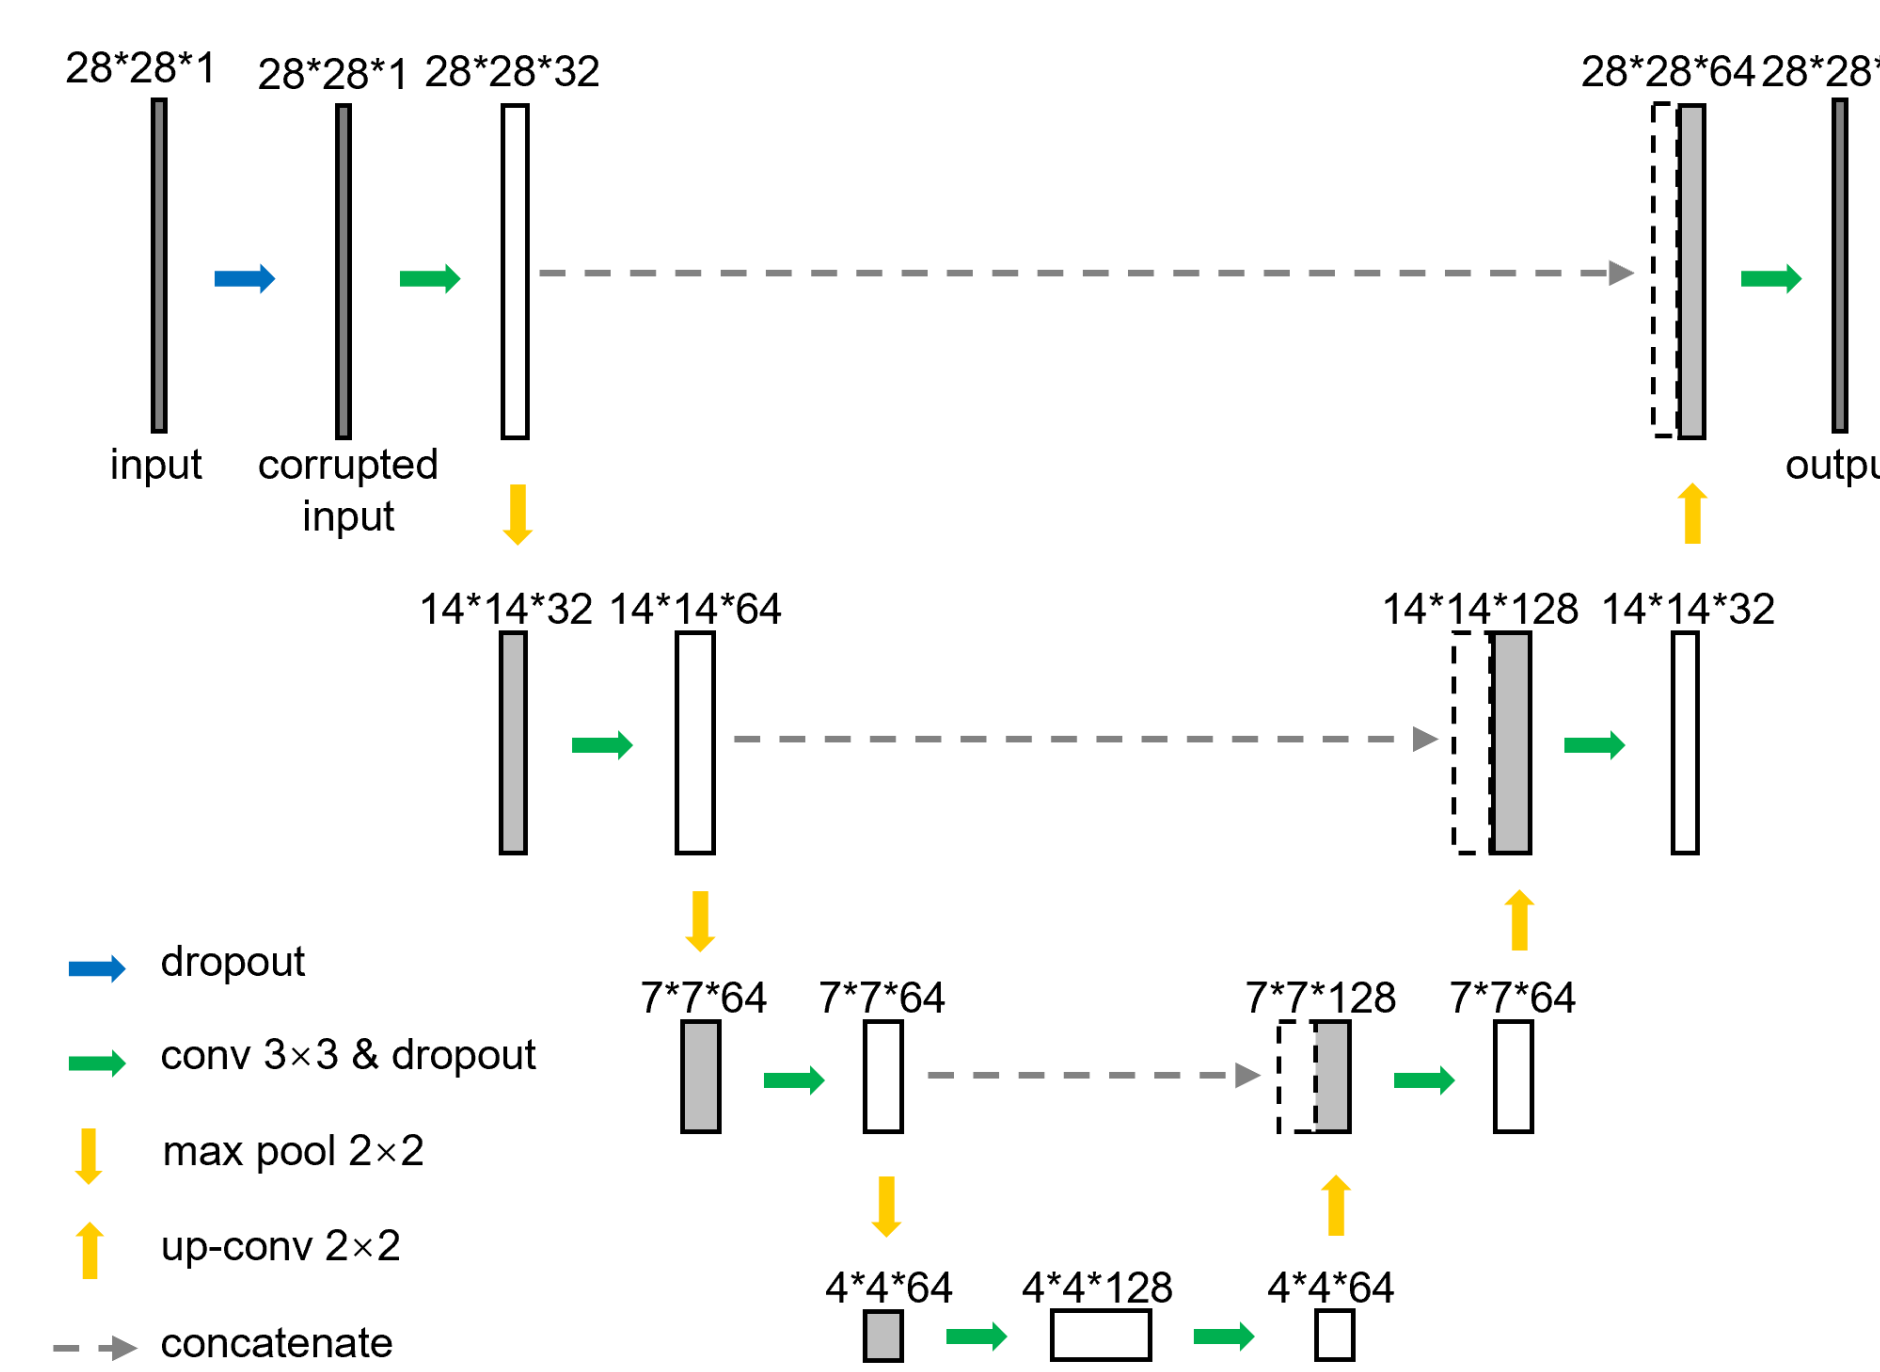 28*28*1 28*28*1 28*28*32 28*28*64 28*28*
input corrupted
input
14*14*32 14*14*64 14*14*128 14*14*32
7*7*64 7*7*64 7*7*128 7*7*64
4*4*64 4*4*128 4*4*64
dropout
conv 3×3 & dropout
max pool 2×2
up-conv 2×2
concatenate